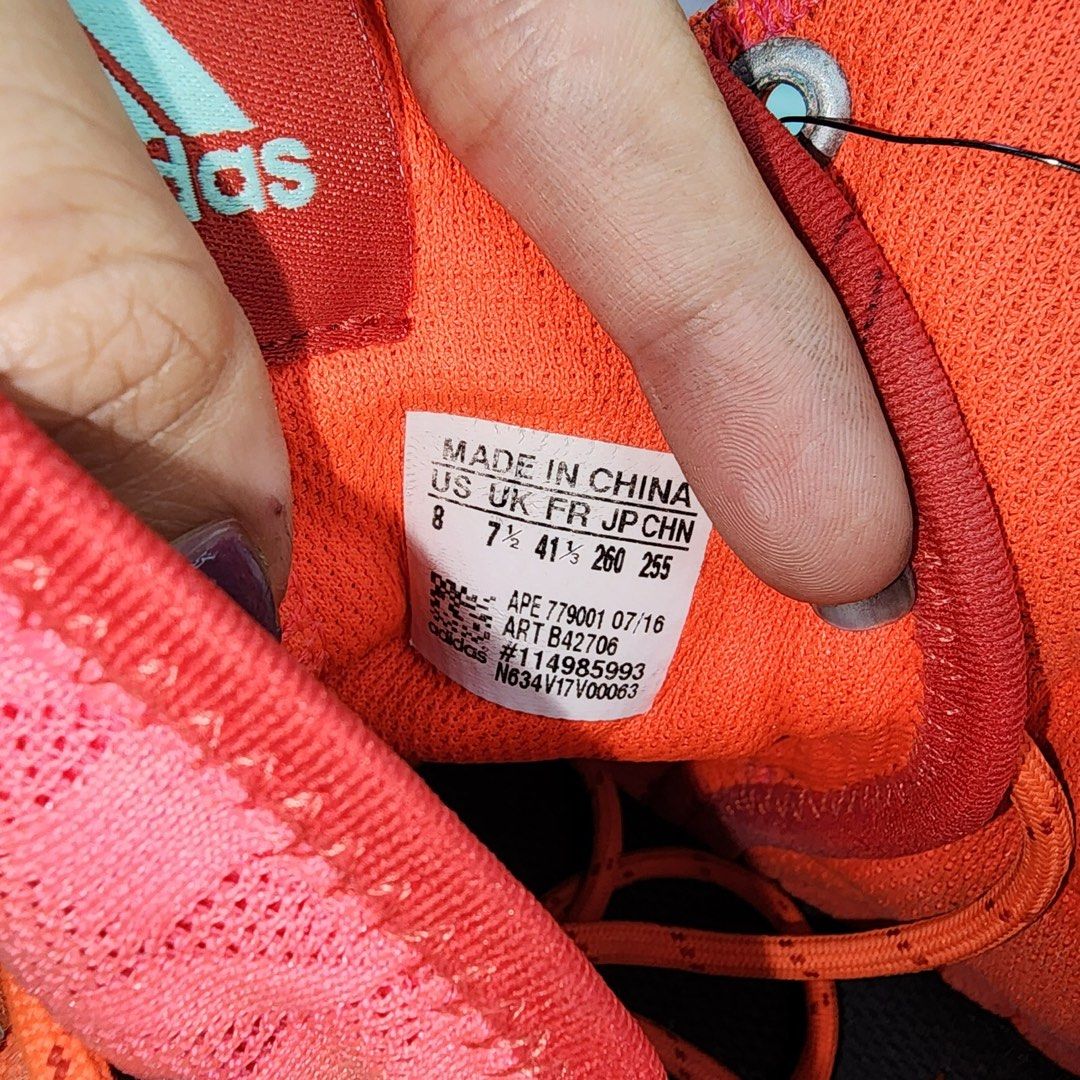 adidas
MADE IN CHINA
US UK FR JP CHN
8 7½ 41⅓ 260 255
APE 779001 07/16
ART B42706
adidas #114985993
N634V17V00063